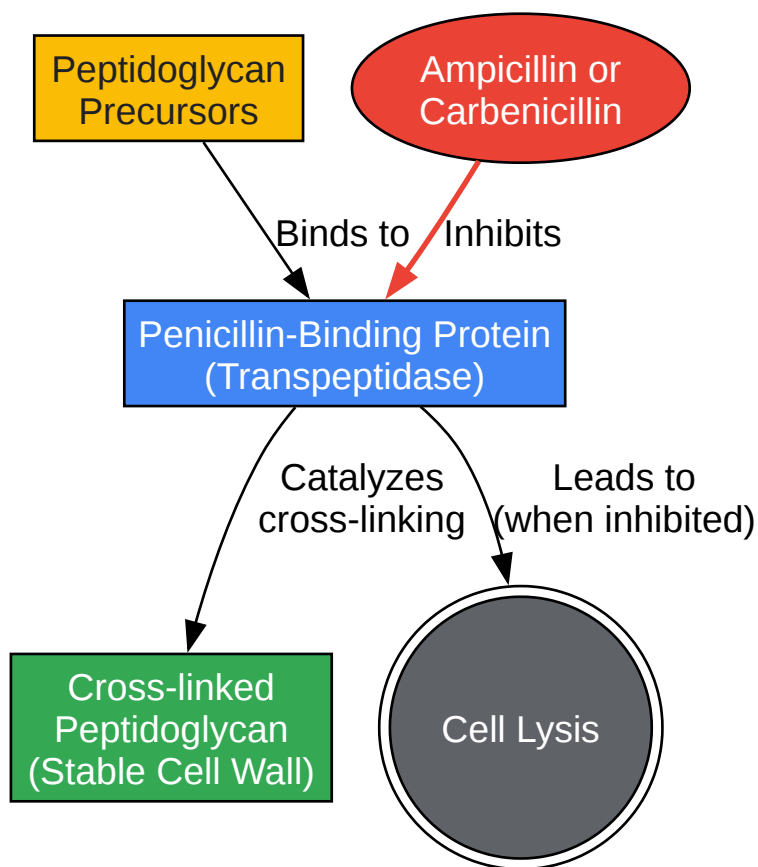 Peptidoglycan
Precursors
Ampicillin or
Carbenicillin
Binds to
Inhibits
Penicillin-Binding Protein
(Transpeptidase)
Catalyzes
cross-linking
Leads to
(when inhibited)
Cross-linked
Peptidoglycan
(Stable Cell Wall)
Cell Lysis